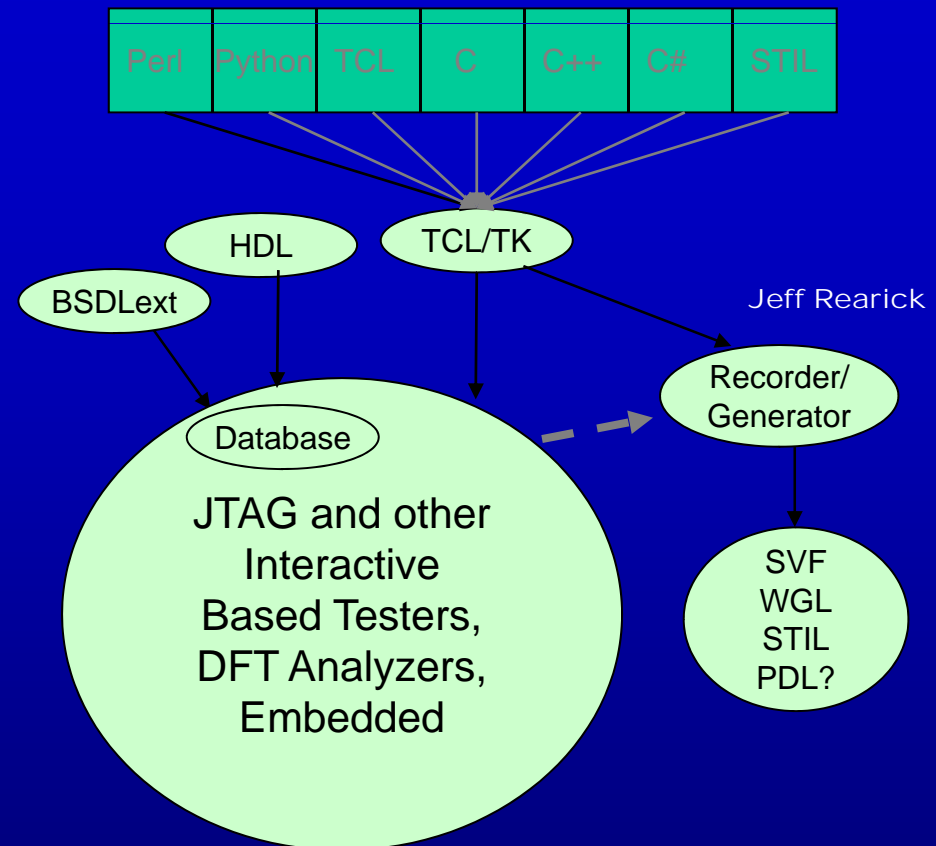 Perl Python TCL C C++ C# STIL
HDL
TCL/TK
BSDLext
Jeff Rearick
Recorder/
Generator
Database
JTAG and other
Interactive
Based Testers,
DFT Analyzers,
Embedded
SVF
WGL
STIL
PDL?